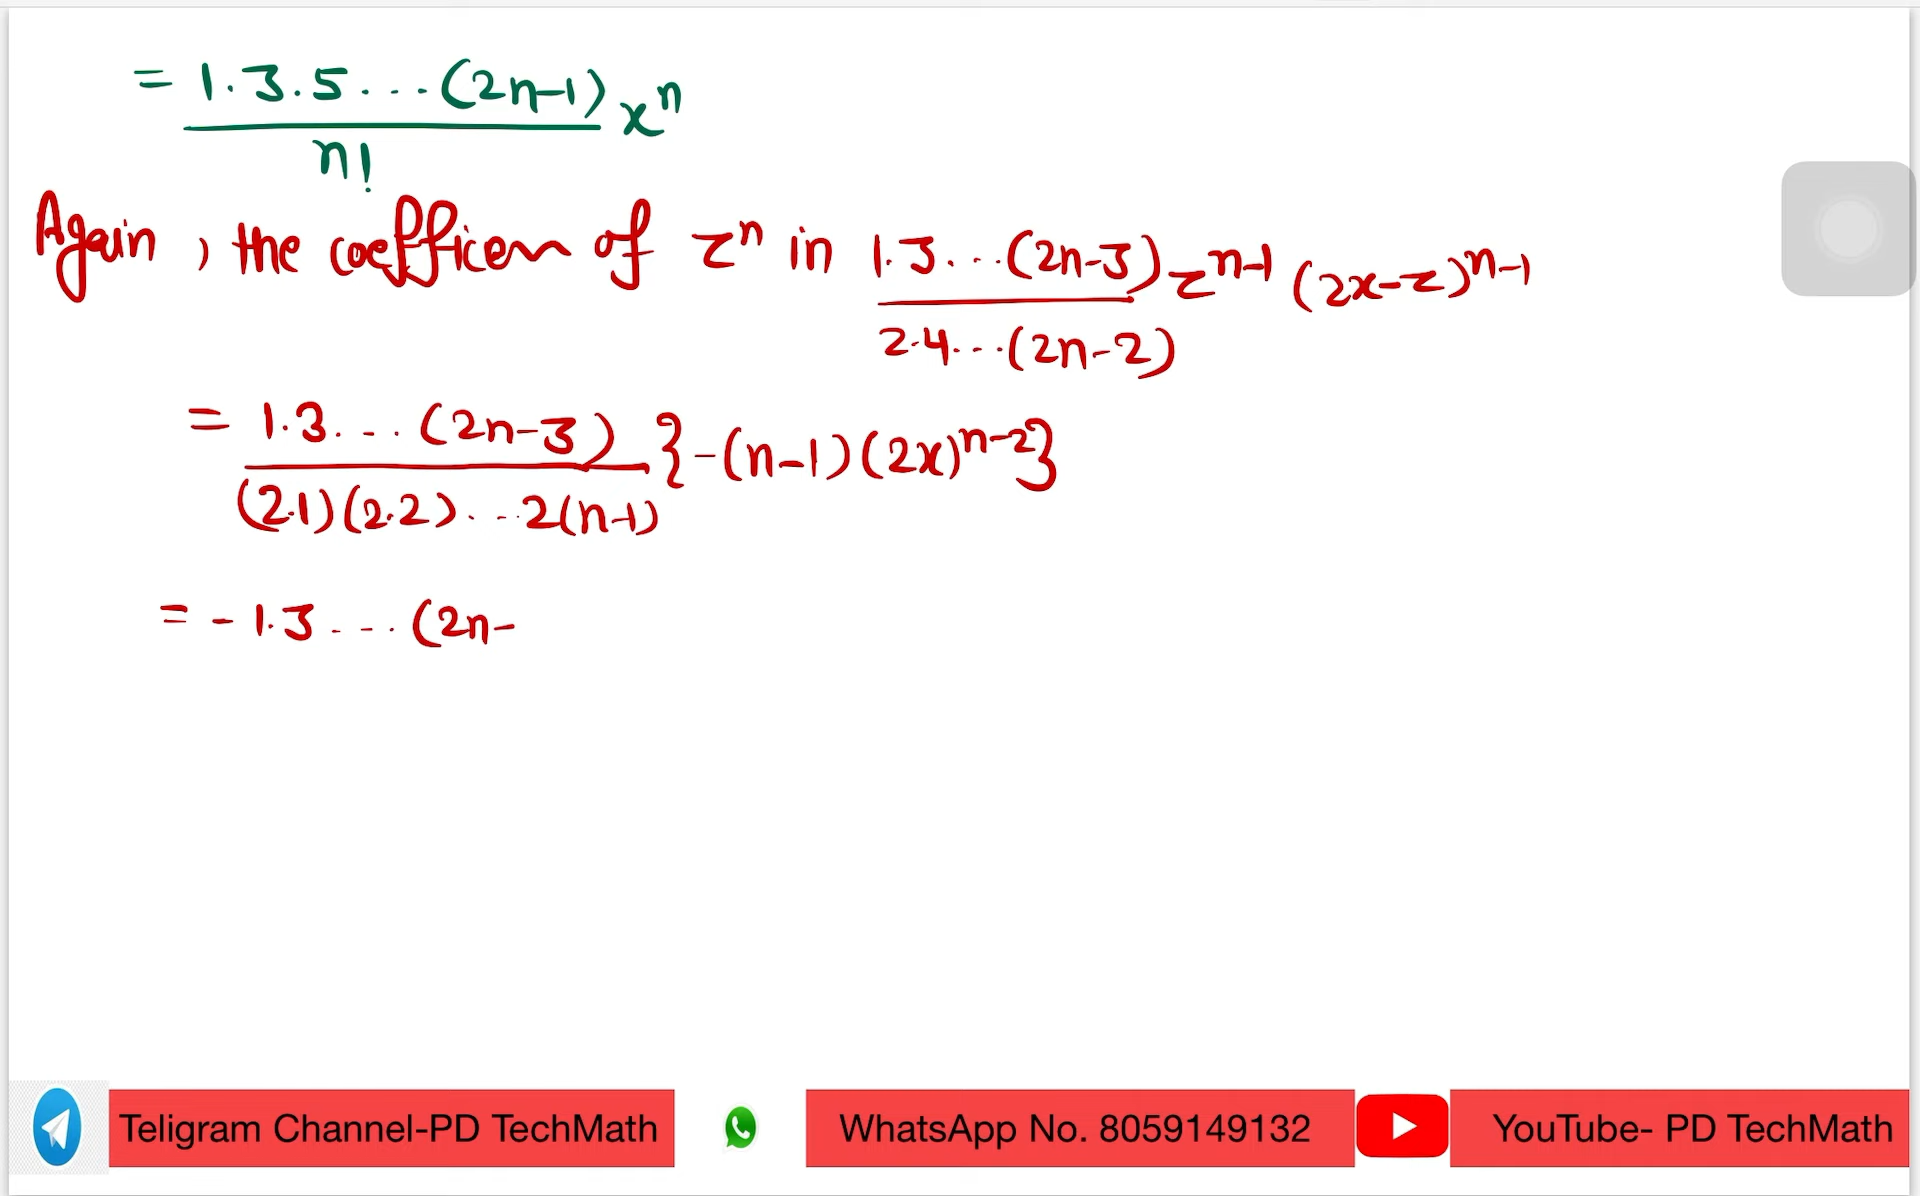 = 1.3.5...(2n-1) xⁿ
n!
Again, the coefficen of zⁿ in 1.3...(2n-3) zⁿ⁻¹ (2x-z)ⁿ⁻¹
2.4...(2n-2)
= 1.3...(2n-3) {-(n-1)(2x)ⁿ⁻²}
(2.1)(2.2)...2(n-1)
= -1.3...(2n-
Teligram Channel-PD TechMath WhatsApp No. 8059149132 YouTube- PD TechMath